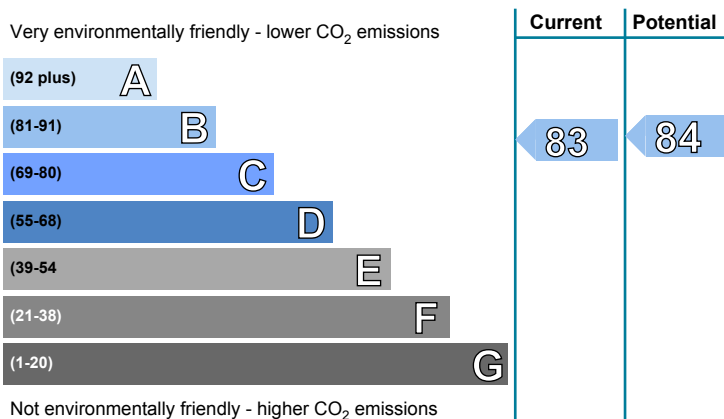 Current Potential
Very environmentally friendly - lower CO2 emissions
(92 plus) A
(81-91) B
83 84
(69-80) C
(55-68) D
(39-54 E
(21-38) F
(1-20) G
Not environmentally friendly - higher CO2 emissions